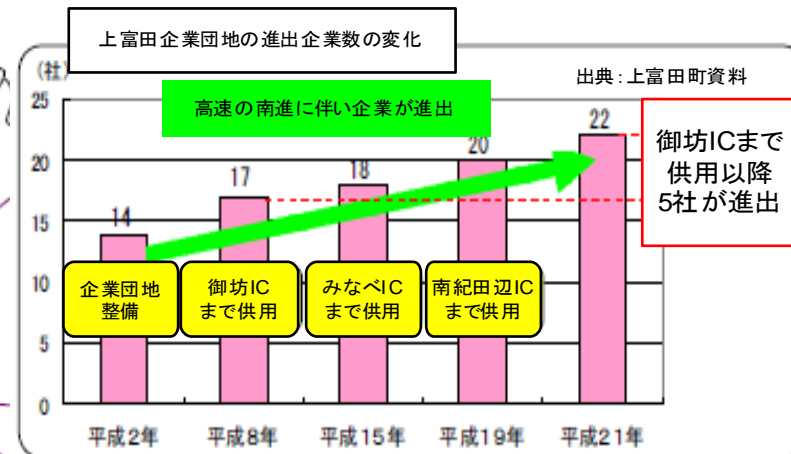 上富田企業団地の進出企業数の変化
(社)
出典：上富田町資料
高速の南進に伴い企業が進出
御坊ICまで
供用以降
5社が進出
25
20
15
10
5
0
14
17
18
20
22
企業団地
整備
御坊IC
まで供用
みなべIC
まで供用
南紀田辺IC
まで供用
平成2年
平成8年
平成15年
平成19年
平成21年